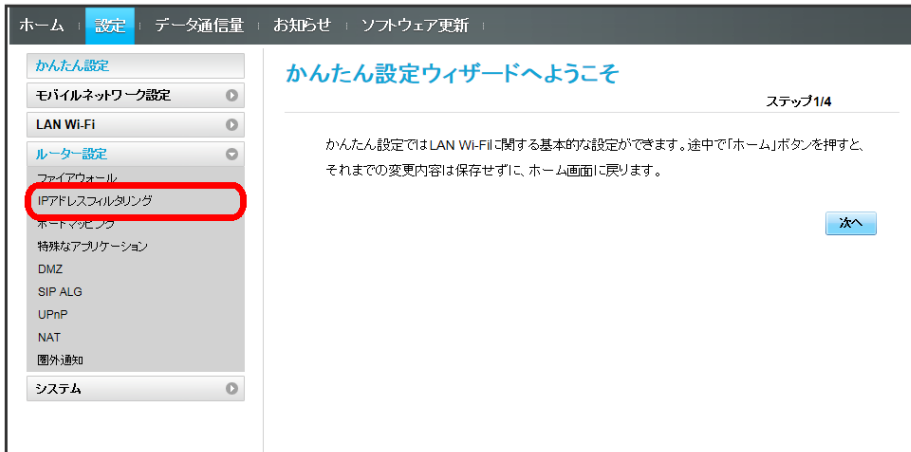 ホーム 設定 データ通信量 お知らせ ソフトウェア更新
かんたん設定
モバイルネットワーク設定
LAN Wi-Fi
ルーター設定
ファイアウォール
IPアドレスフィルタリング
ポートマッピング
特殊なアプリケーション
DMZ
SIP ALG
UPnP
NAT
圏外通知
システム
かんたん設定ウィザードへようこそ
ステップ1/4
かんたん設定ではLAN Wi-Fiに関する基本的な設定ができます。途中で「ホーム」ボタンを押すと、
それまでの変更内容は保存せずに、ホーム画面に戻ります。
次へ